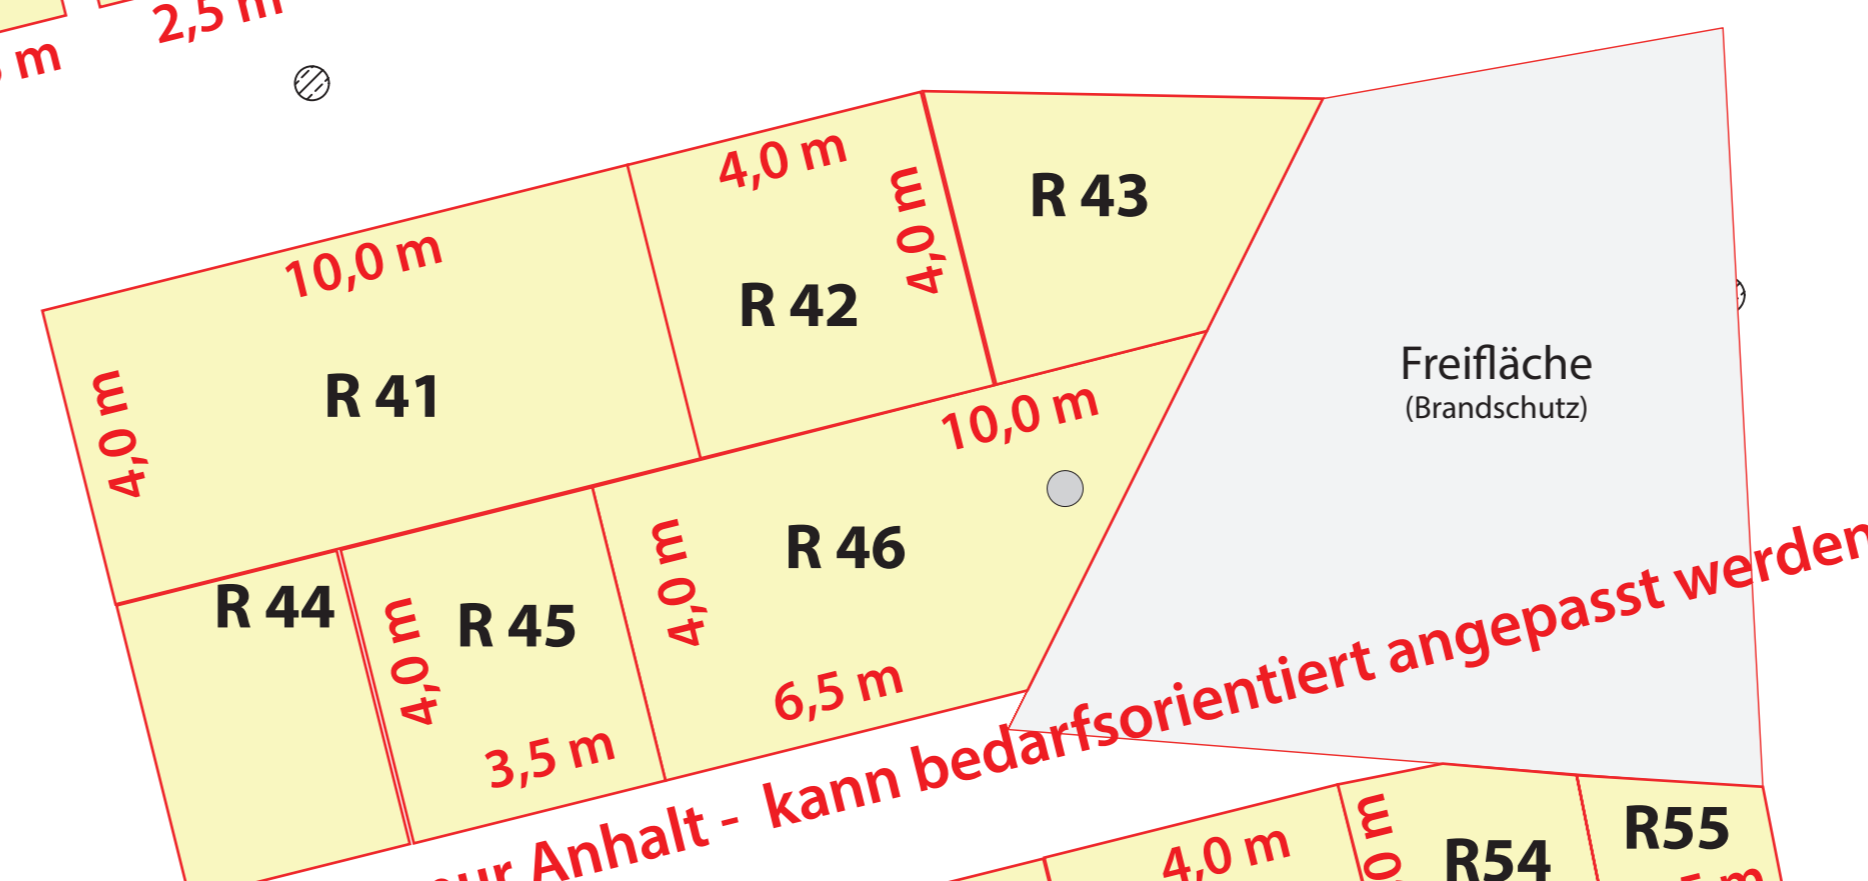 2,5 m
m
4,0 m
R 43
4,0 m
10,0 m
R 42
R 41
4,0 m
Freifläche
(Brandschutz)
10,0 m
R 46
4,0 m
R 44
R 45
4,0 m
6,5 m
3,5 m
Anhalt - kann bedarfsorientiert angepasst werden
R55
4,0 m
R54
m